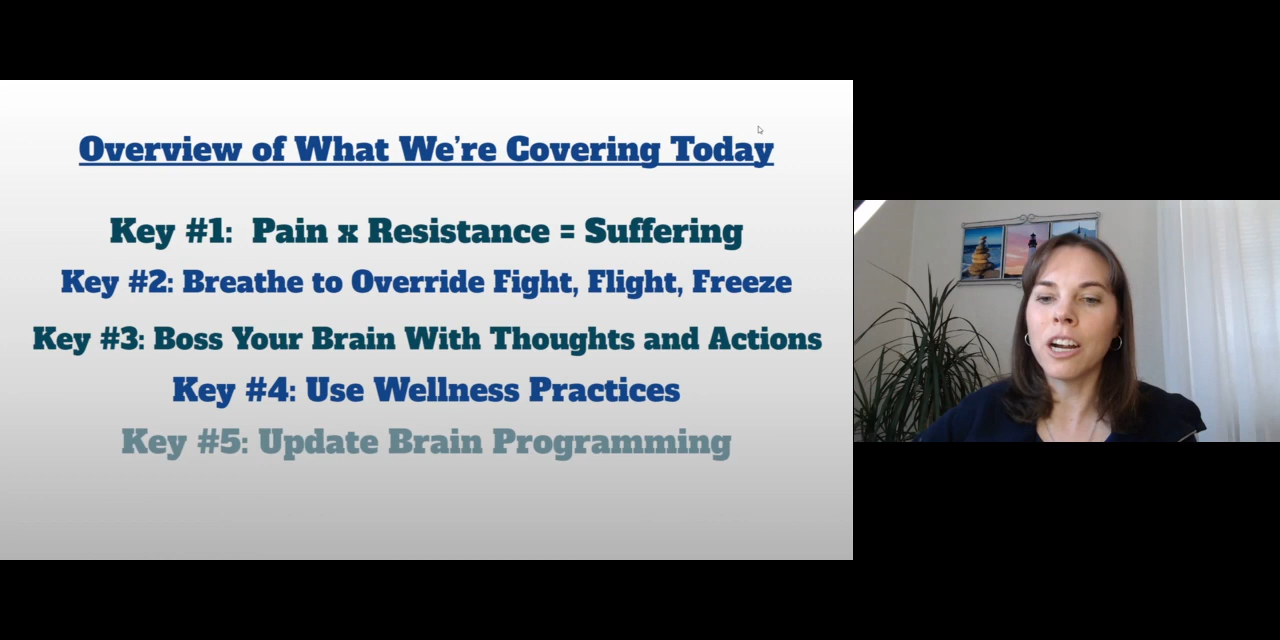 Overview of What We're Covering Today
Key #1:  Pain x Resistance = Suffering
Key #2: Breathe to Override Fight, Flight, Freeze
Key #3: Boss Your Brain With Thoughts and Actions
Key #4: Use Wellness Practices
Key #5: Update Brain Programming